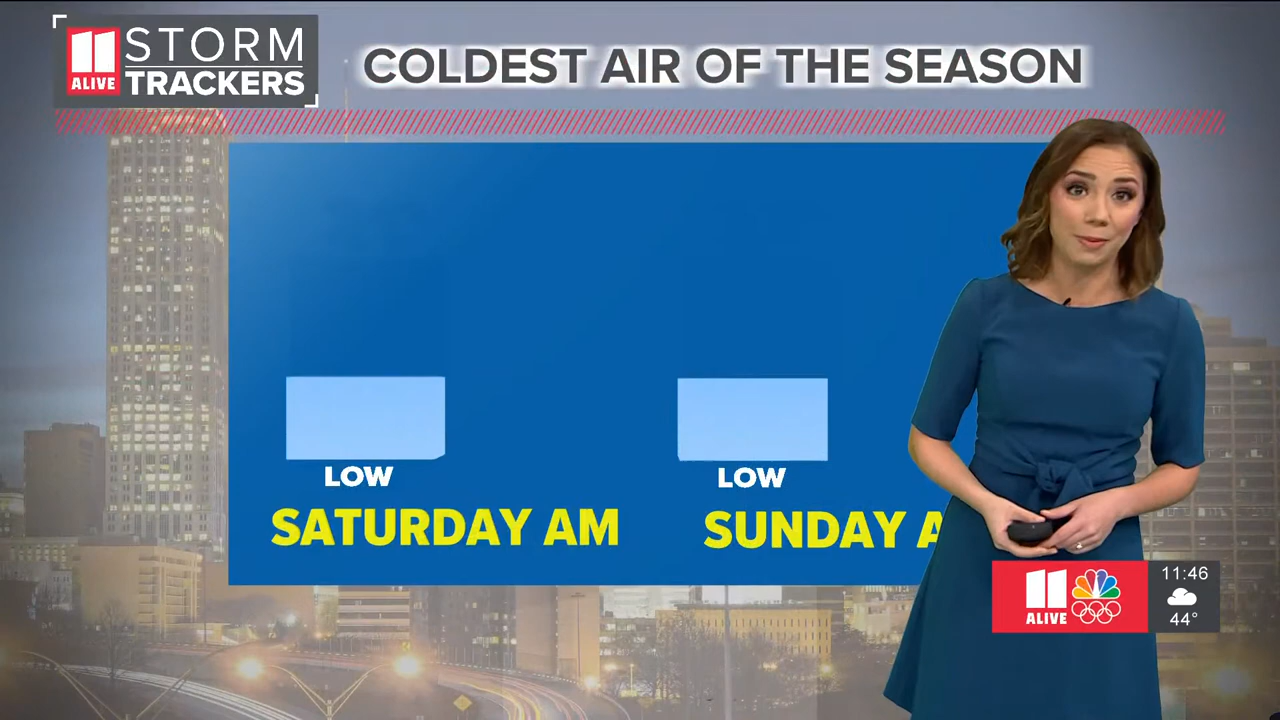 11 ALIVE
STORM
TRACKERS
COLDEST AIR OF THE SEASON
LOW
LOW
SATURDAY AM
SUNDAY A
11 ALIVE
11:46
44°